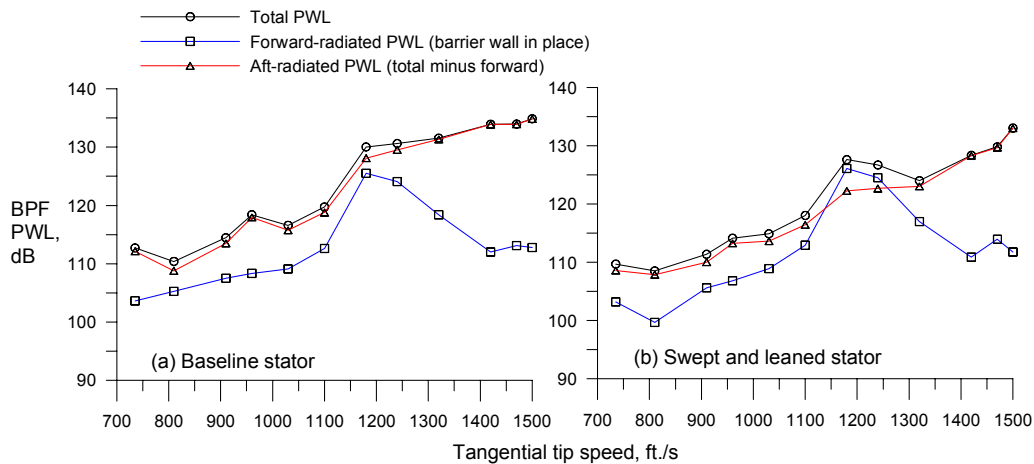 Total PWL
Forward-radiated PWL (barrier wall in place)
Aft-radiated PWL (total minus forward)
140
130
120
110
100
90
BPF
PWL,
dB
(a) Baseline stator
700 800 900 1000 1100 1200 1300 1400 1500
140
130
120
110
100
90
(b) Swept and leaned stator
700 800 900 1000 1100 1200 1300 1400 1500
Tangential tip speed, ft./s